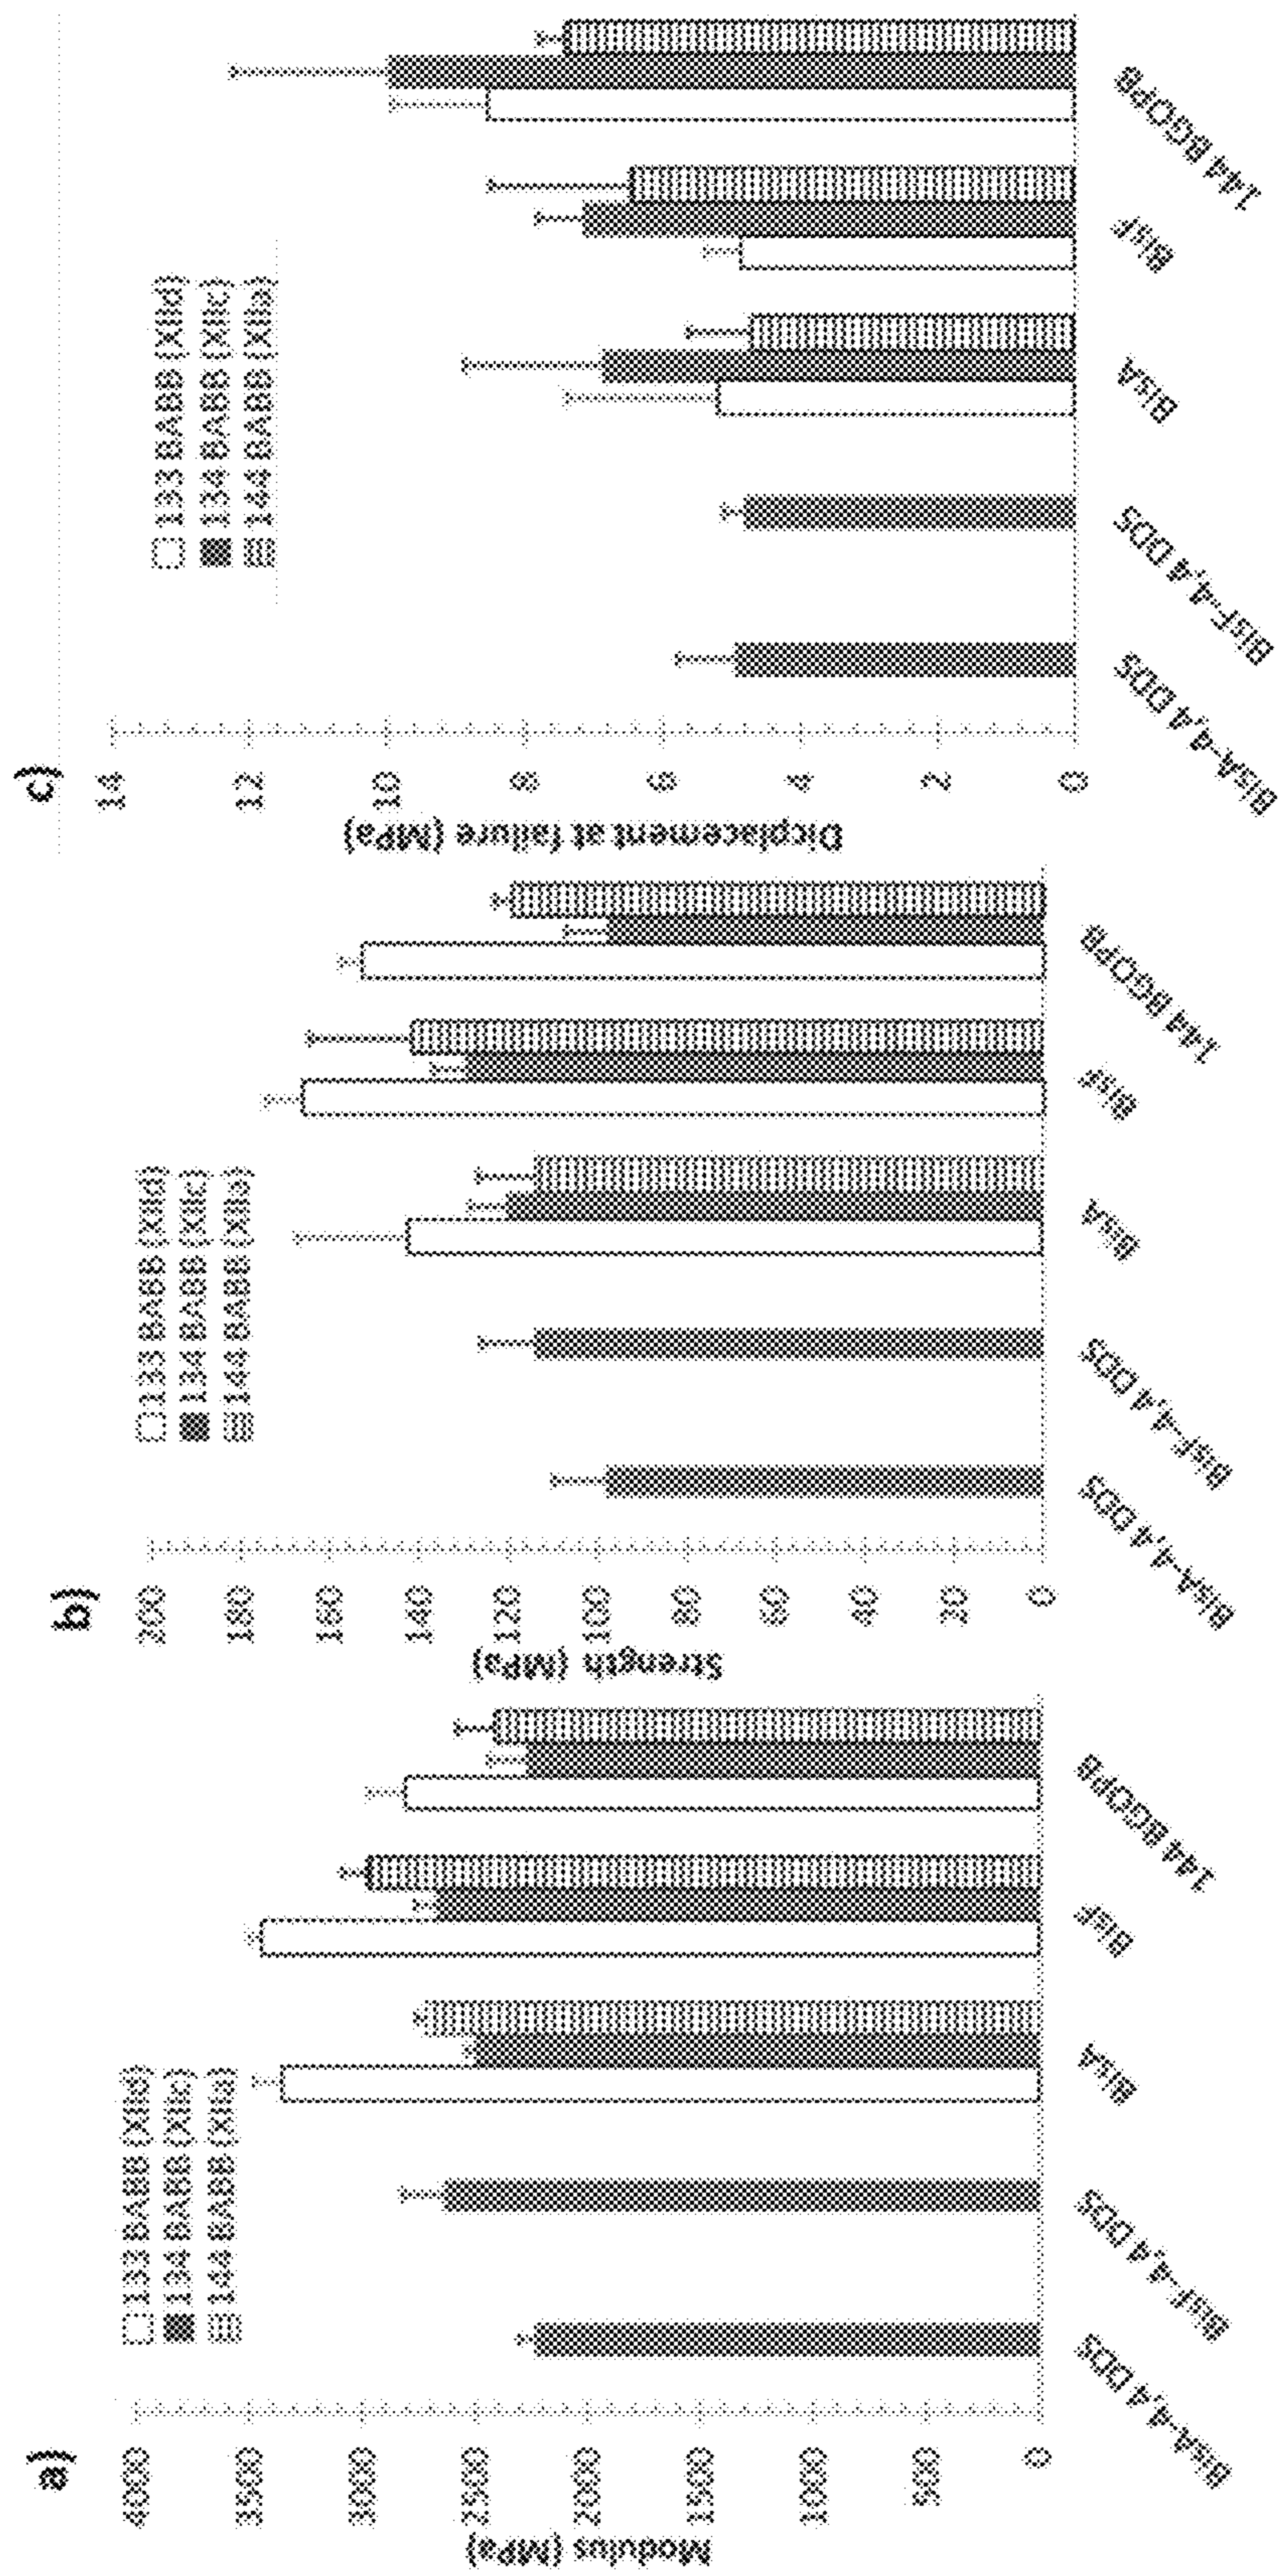 a)
Modulus (MPa)
4000
3500
3000
2500
2000
1500
1000
500
0
133 BABB (XIId)
134 BABB (XIIc)
144 BABB (XIIa)
BisA-4,4 DDS
BisF-4,4 DDS
BisA
BisF
144 BGOPB
b)
Strength (MPa)
200
180
160
140
120
100
80
60
40
20
0
133 BABB (XIId)
134 BABB (XIIc)
144 BABB (XIIa)
BisA-4,4 DDS
BisF-4,4 DDS
BisA
BisF
144 BGOPB
c)
Dicplacement at failure (MPa)
14
12
10
8
6
4
2
0
133 BABB (XIId)
134 BABB (XIIc)
144 BABB (XIIa)
BisA-4,4 DDS
BisF-4,4 DDS
BisA
BisF
144 BGOPB